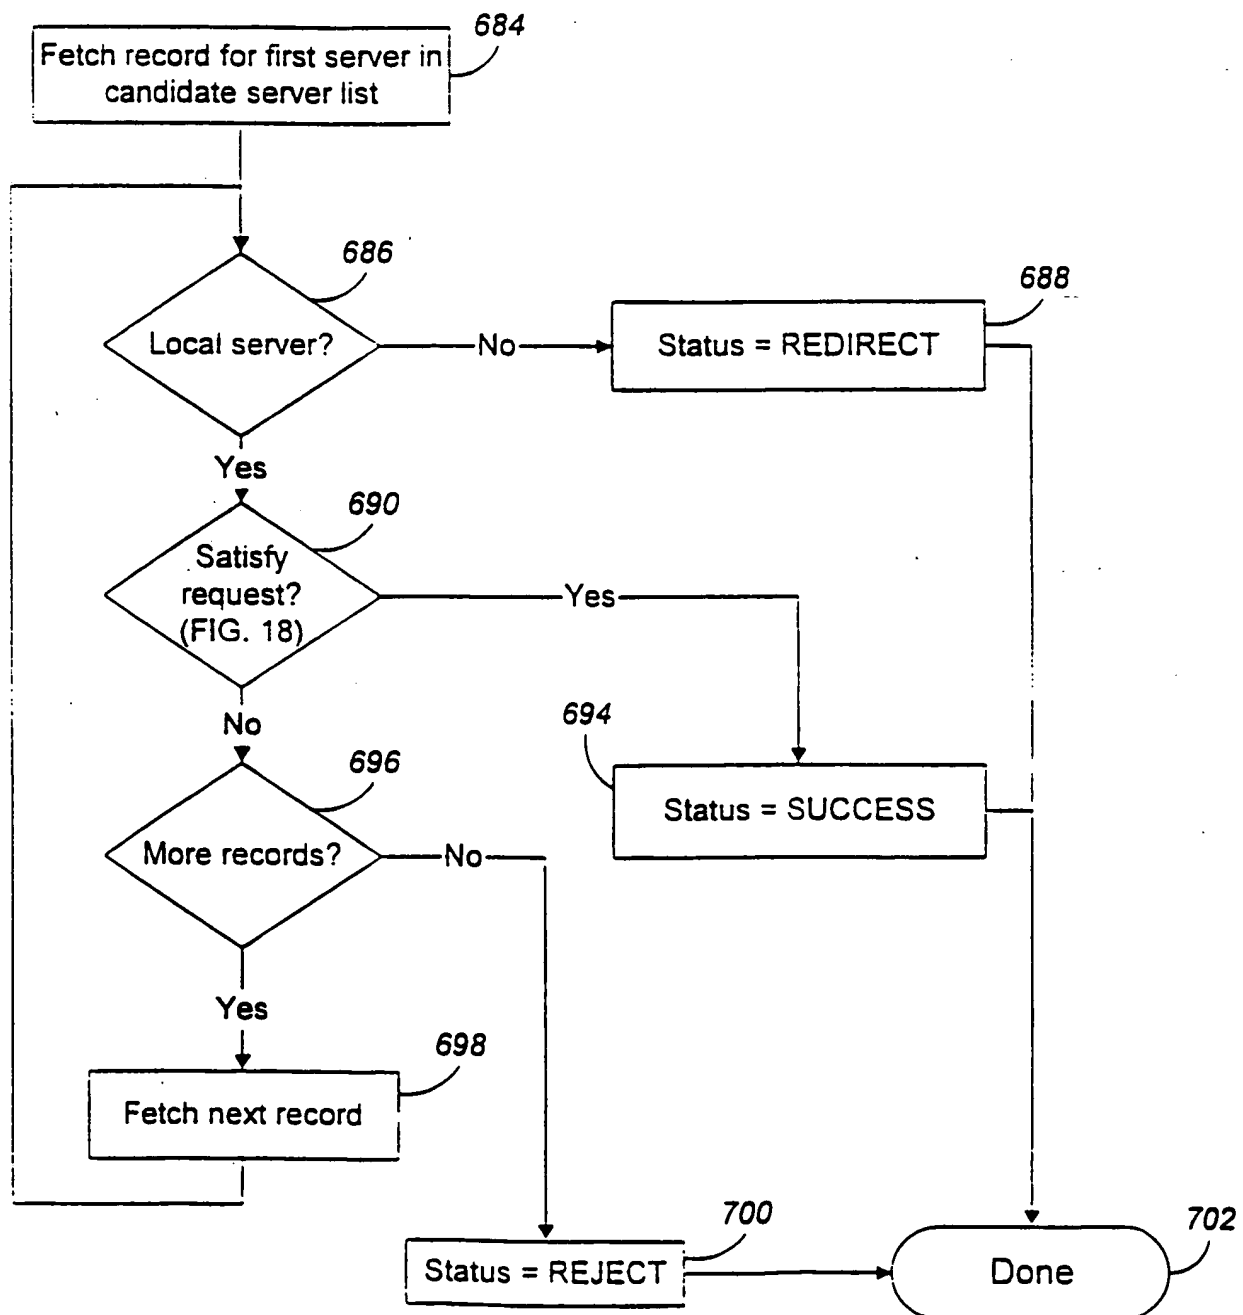 684
Fetch record for first server in
candidate server list
686
Local server?
No
688
Status = REDIRECT
Yes
690
Satisfy
request?
(FIG. 18)
Yes
No
694
Status = SUCCESS
696
More records?
No
Yes
698
Fetch next record
700
Status = REJECT
702
Done